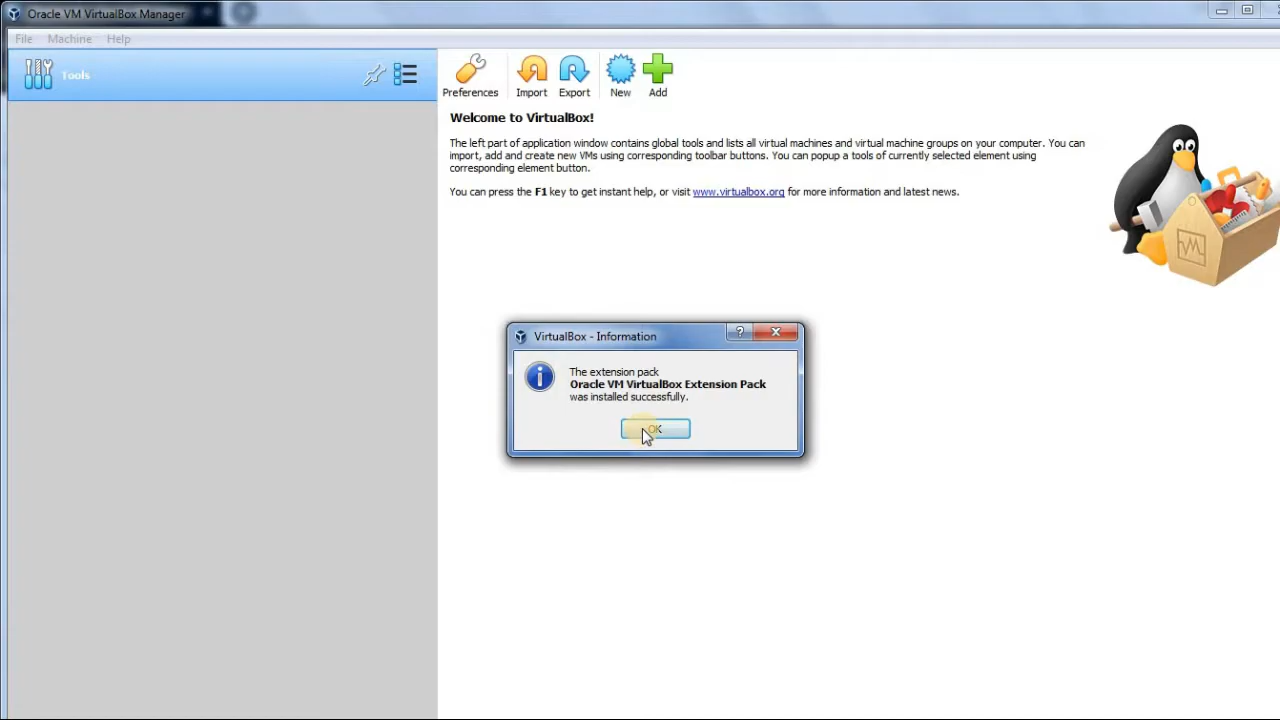 Oracle VM VirtualBox Manager
File Machine Help
Tools
Preferences Import Export New Add
Welcome to VirtualBox!
The left part of application window contains global tools and lists all virtual machines and virtual machine groups on your computer. You can
import, add and create new VMs using corresponding toolbar buttons. You can popup a tools of currently selected element using
corresponding element button.
You can press the F1 key to get instant help, or visit www.virtualbox.org for more information and latest news.
VirtualBox - Information
The extension pack
Oracle VM VirtualBox Extension Pack
was installed successfully.
OK